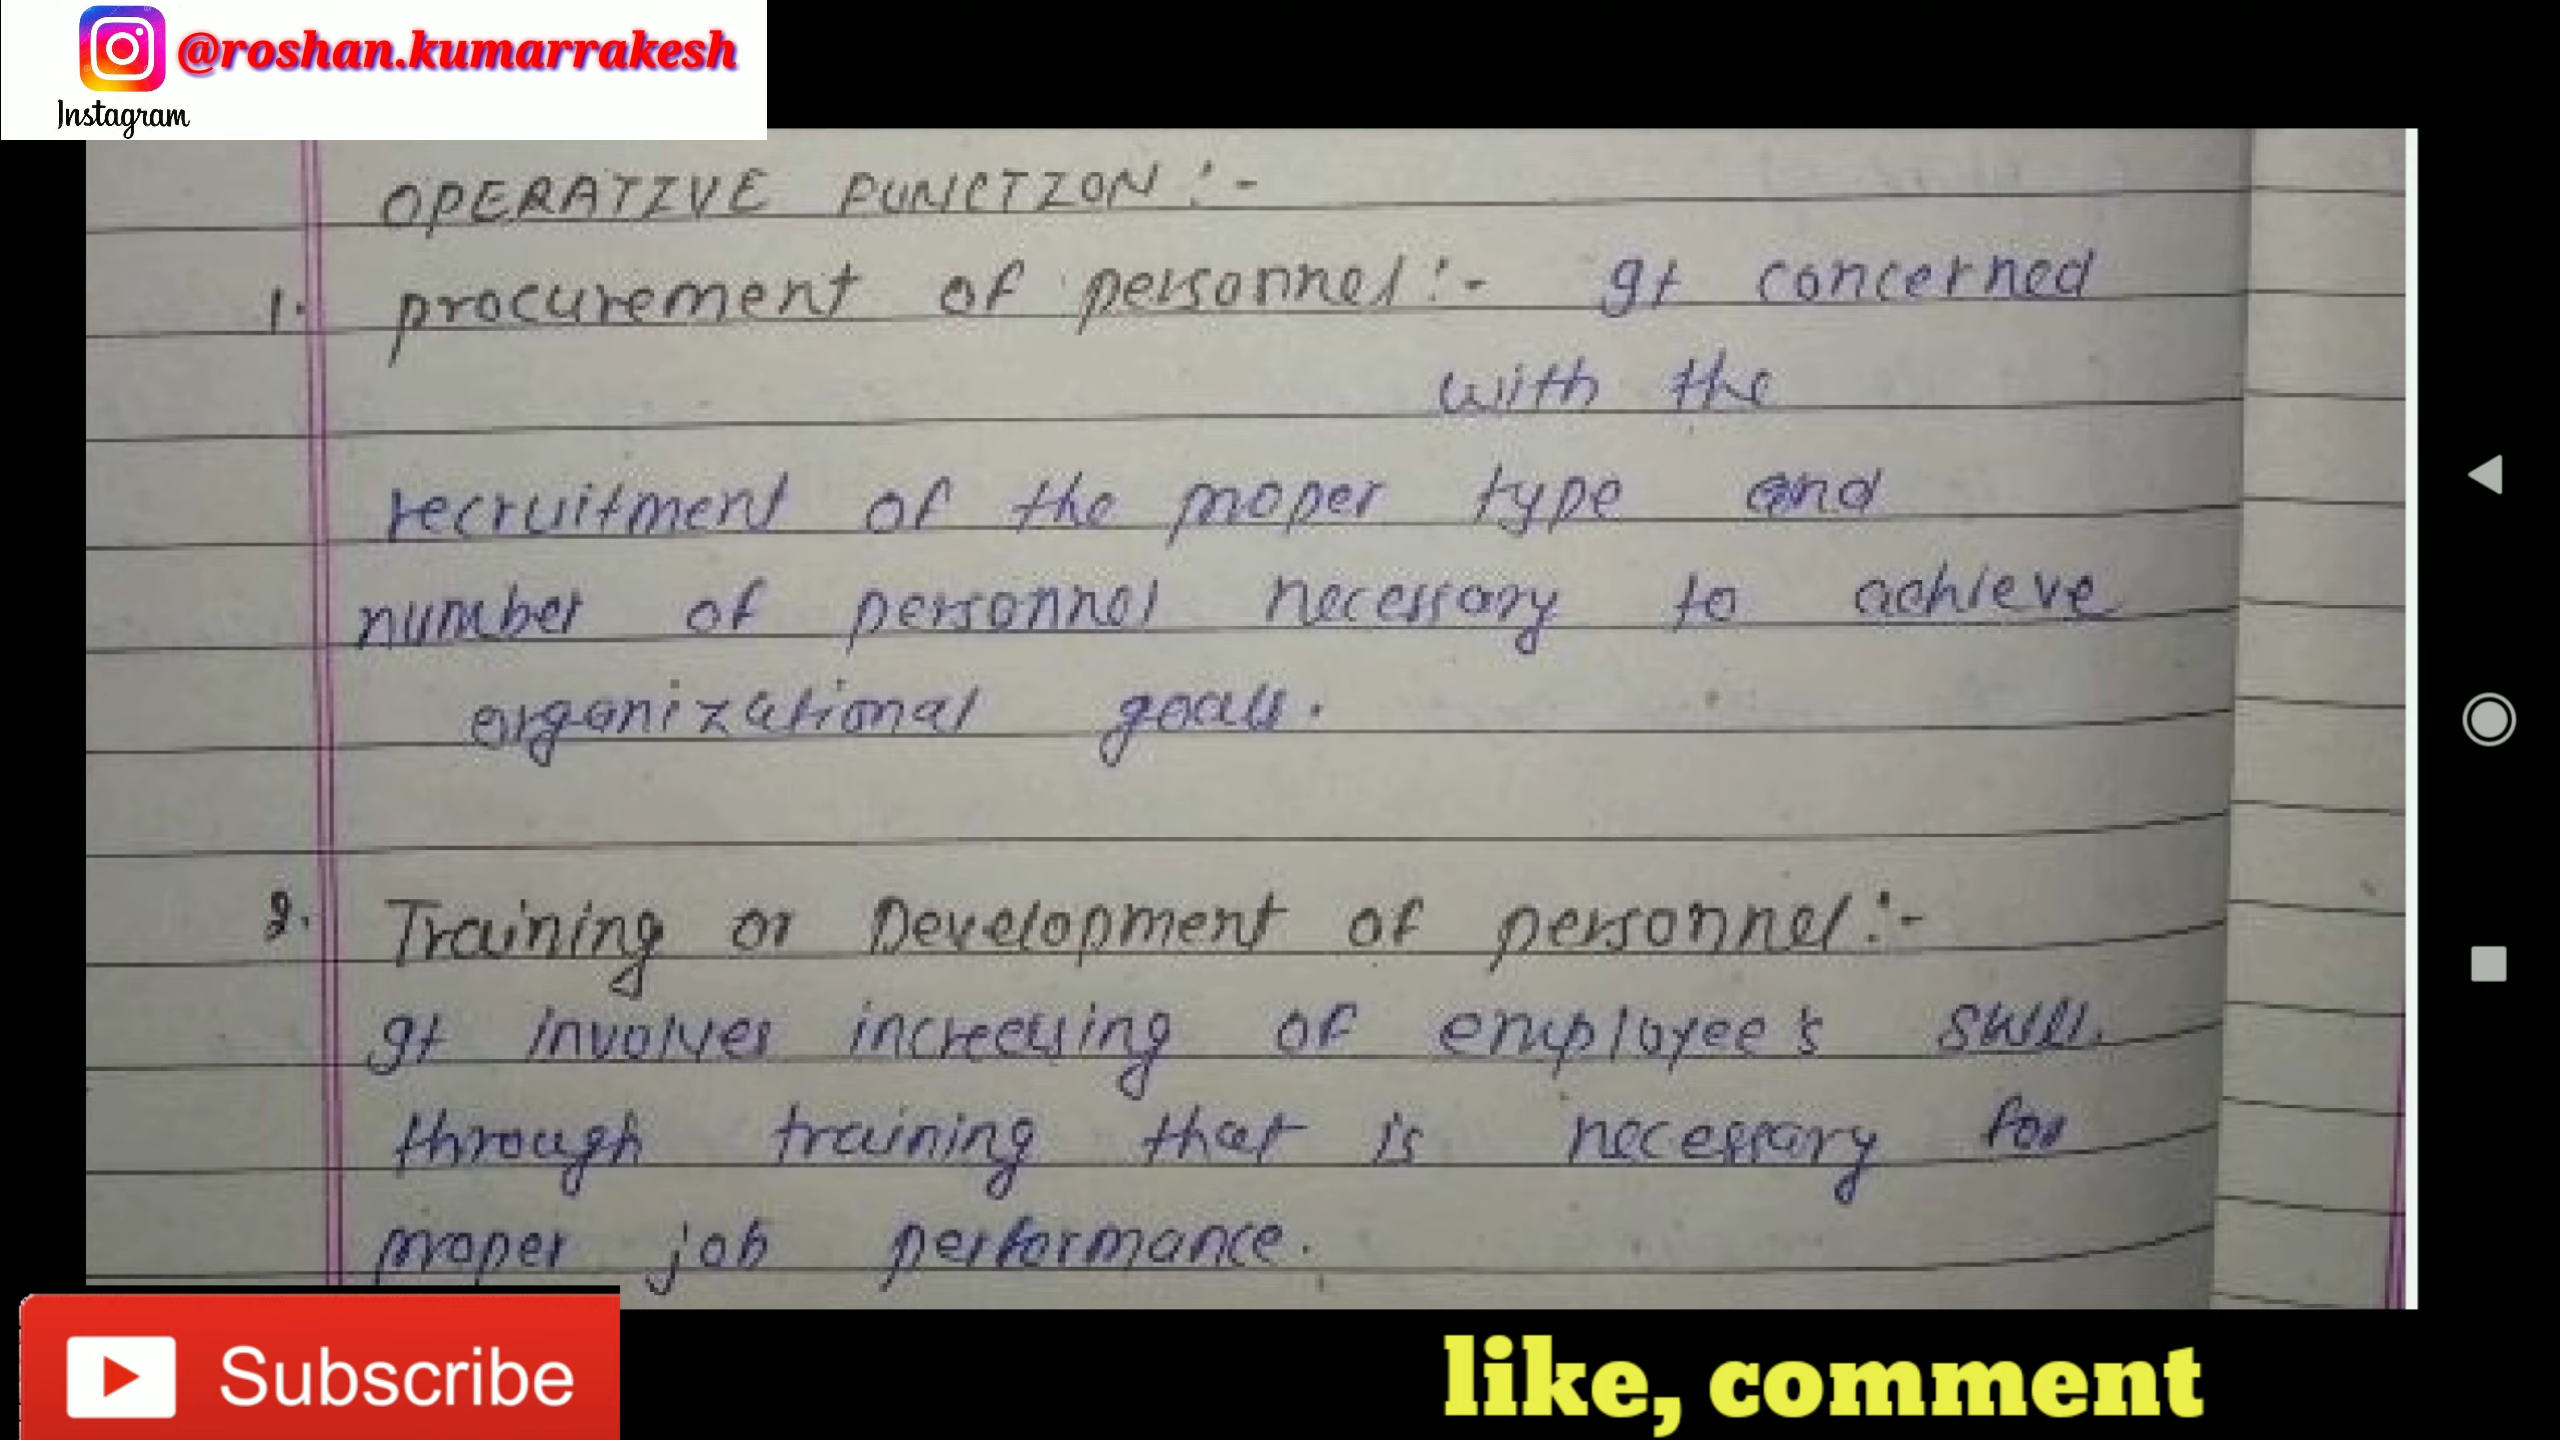 @roshan.kumarrakesh
Instagram
OPERATIVE FUNCTION :-
1. procurement of personnel :- It concerned
with the
recruitment of the proper type and
number of personnel necessary to achieve
organizational goals.
2. Training or Development of personnel :-
It involves increasing of employee's skill.
through training that is necessary for
proper job performance.
Subscribe
like, comment